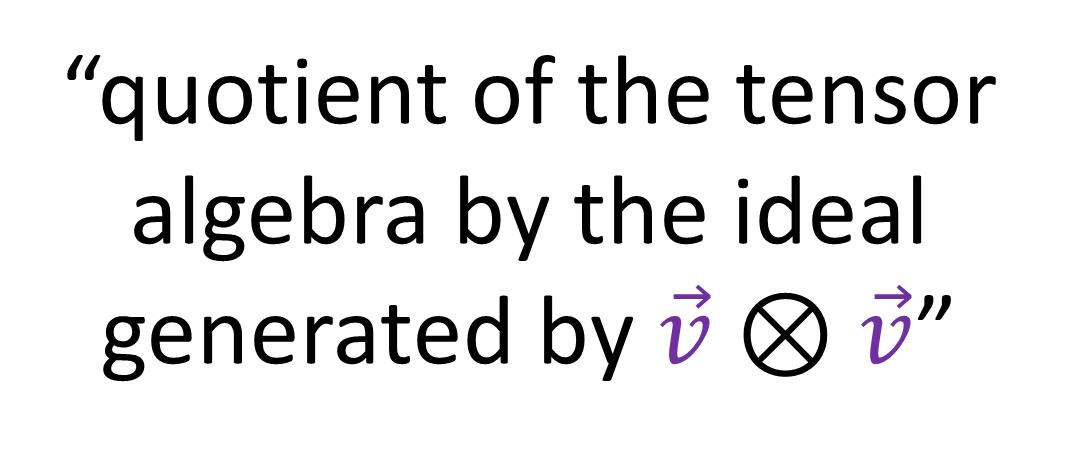 “quotient of the tensor
algebra by the ideal
generated by 𝑣⃗ ⊗ 𝑣⃗”